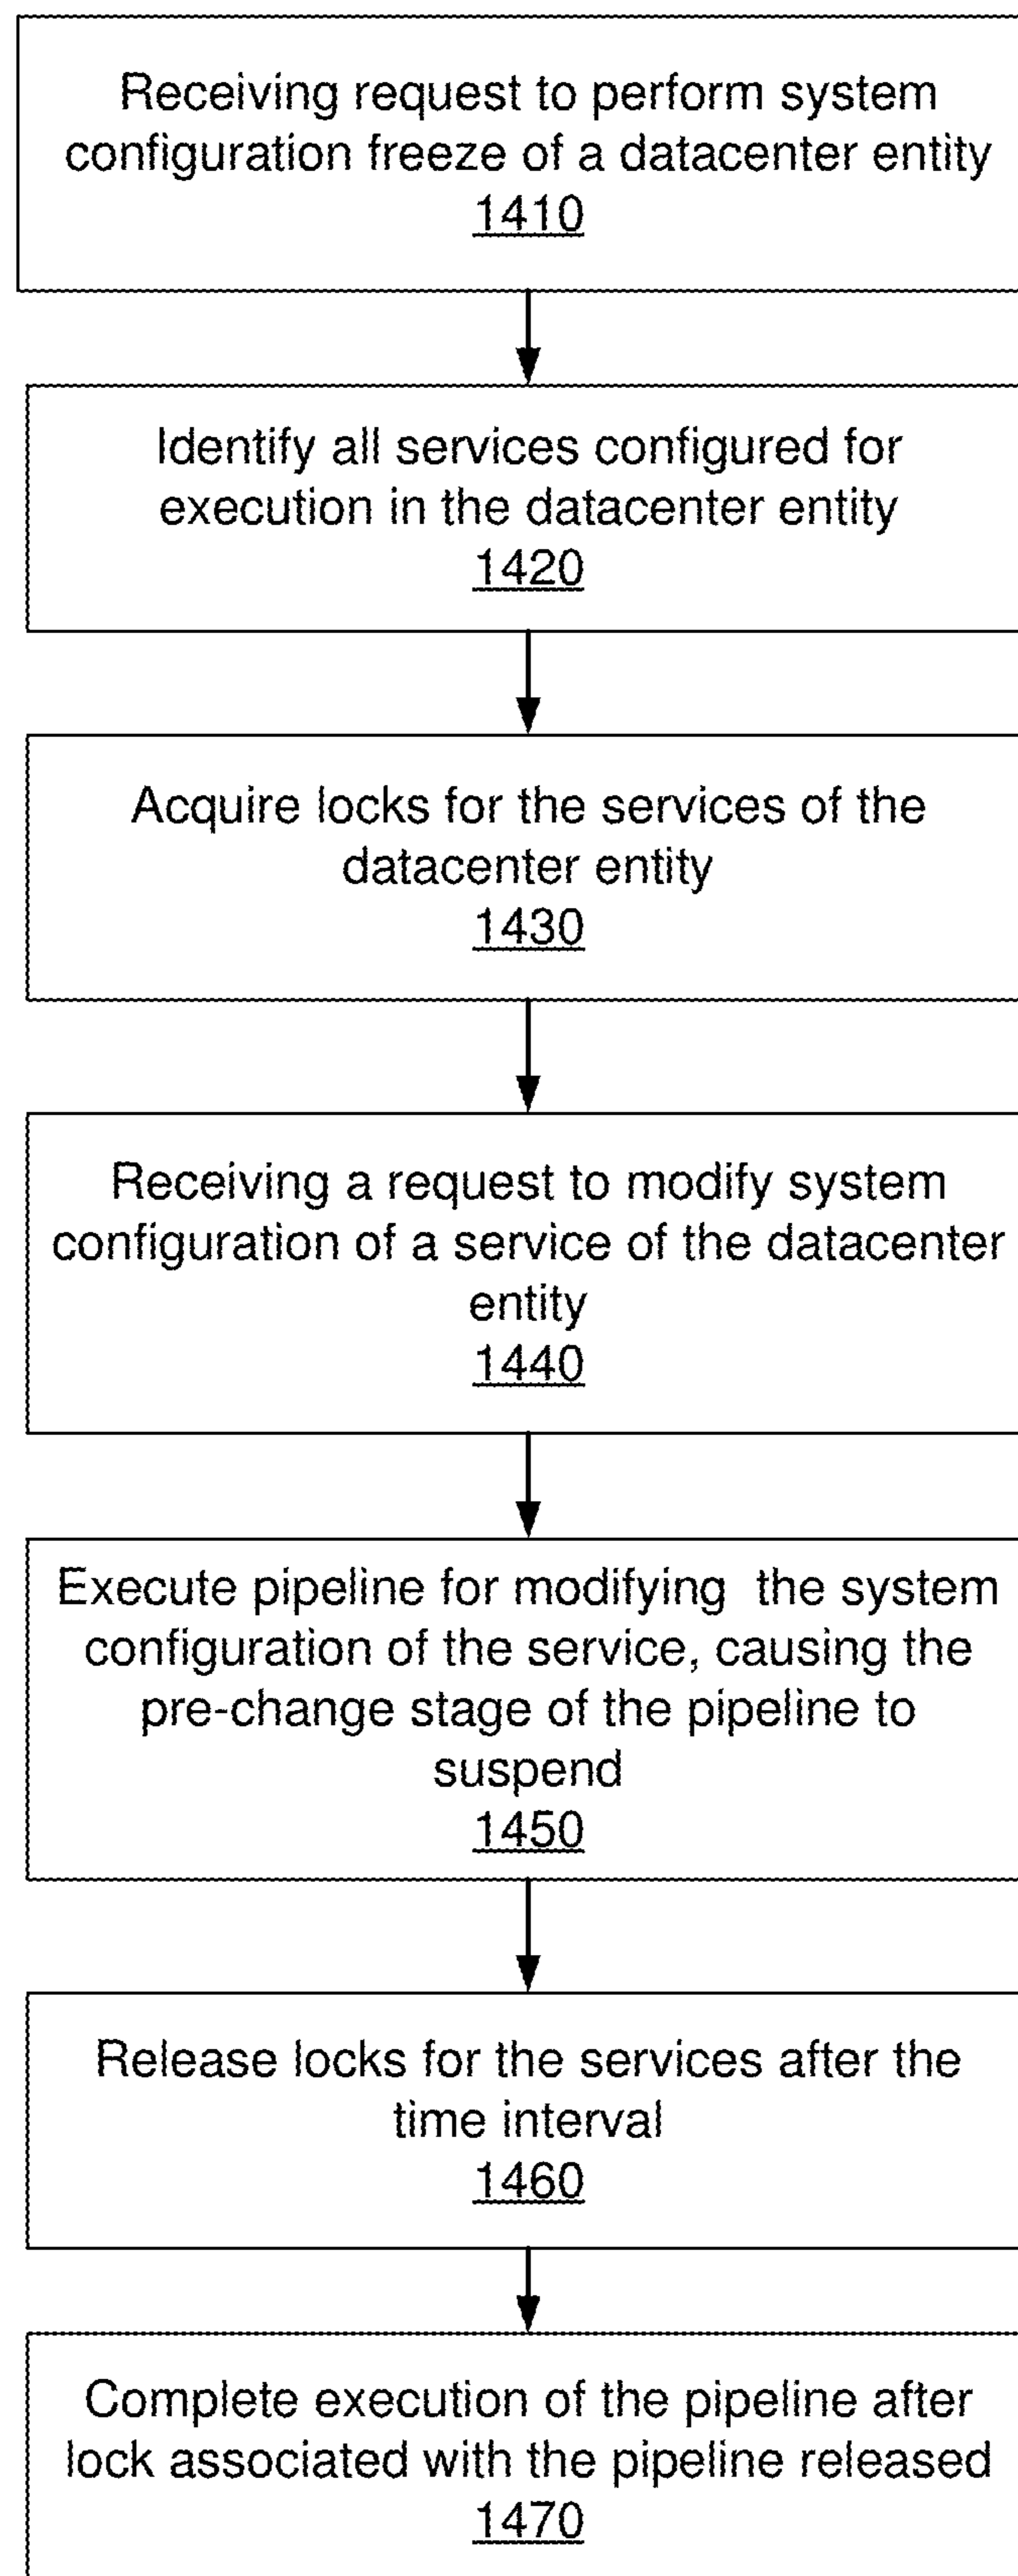 Receiving request to perform system
configuration freeze of a datacenter entity
1410
Identify all services configured for
execution in the datacenter entity
1420
Acquire locks for the services of the
datacenter entity
1430
Receiving a request to modify system
configuration of a service of the datacenter
entity
1440
Execute pipeline for modifying the system
configuration of the service, causing the
pre-change stage of the pipeline to
suspend
1450
Release locks for the services after the
time interval
1460
Complete execution of the pipeline after
lock associated with the pipeline released
1470